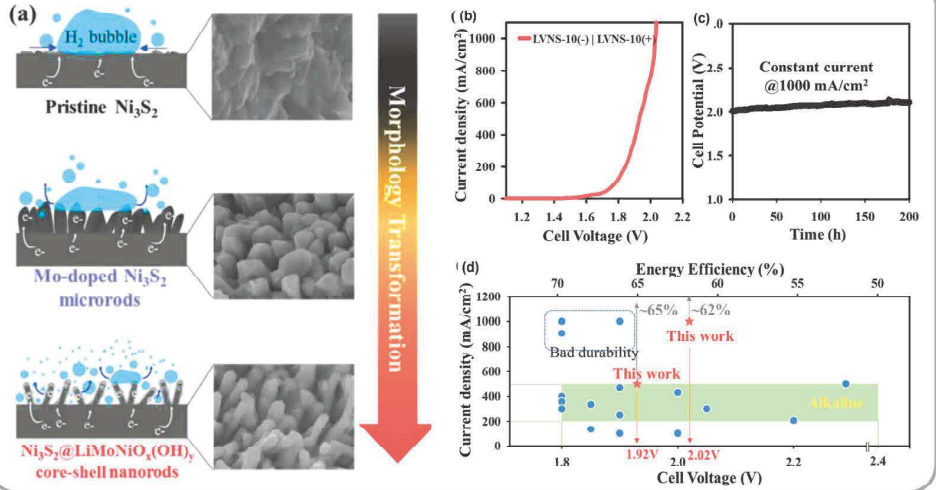 (a)
H2 bubble
e- e- e- e-
Pristine Ni3S2
e- e- e- e-
e- e-
Mo-doped Ni3S2
microrods
e- e- e- e-
e- e-
Ni3S2@LiMoNiOx(OH)y
core-shell nanorods
Morphology Transformation
(b)
Current density (mA/cm2)
1000
800
600
400
200
0
LVNS-10(-) | LVNS-10(+)
1.2 1.4 1.6 1.8 2.0 2.2
Cell Voltage (V)
(c)
Cell Potential (V)
.0
2.5
2.0
1.5
1.0
Constant current
@1000 mA/cm2
0 50 100 150 200
Time (h)
(d)
Energy Efficiency (%)
70 65 60 55 50
Current density (mA/cm2)
1200
1000
800
600
400
200
0
~65% ~62%
This work
Bad durability
This work
Alkaline
1.92V 2.02V
1.8 2.0 2.2 2.4
Cell Voltage (V)